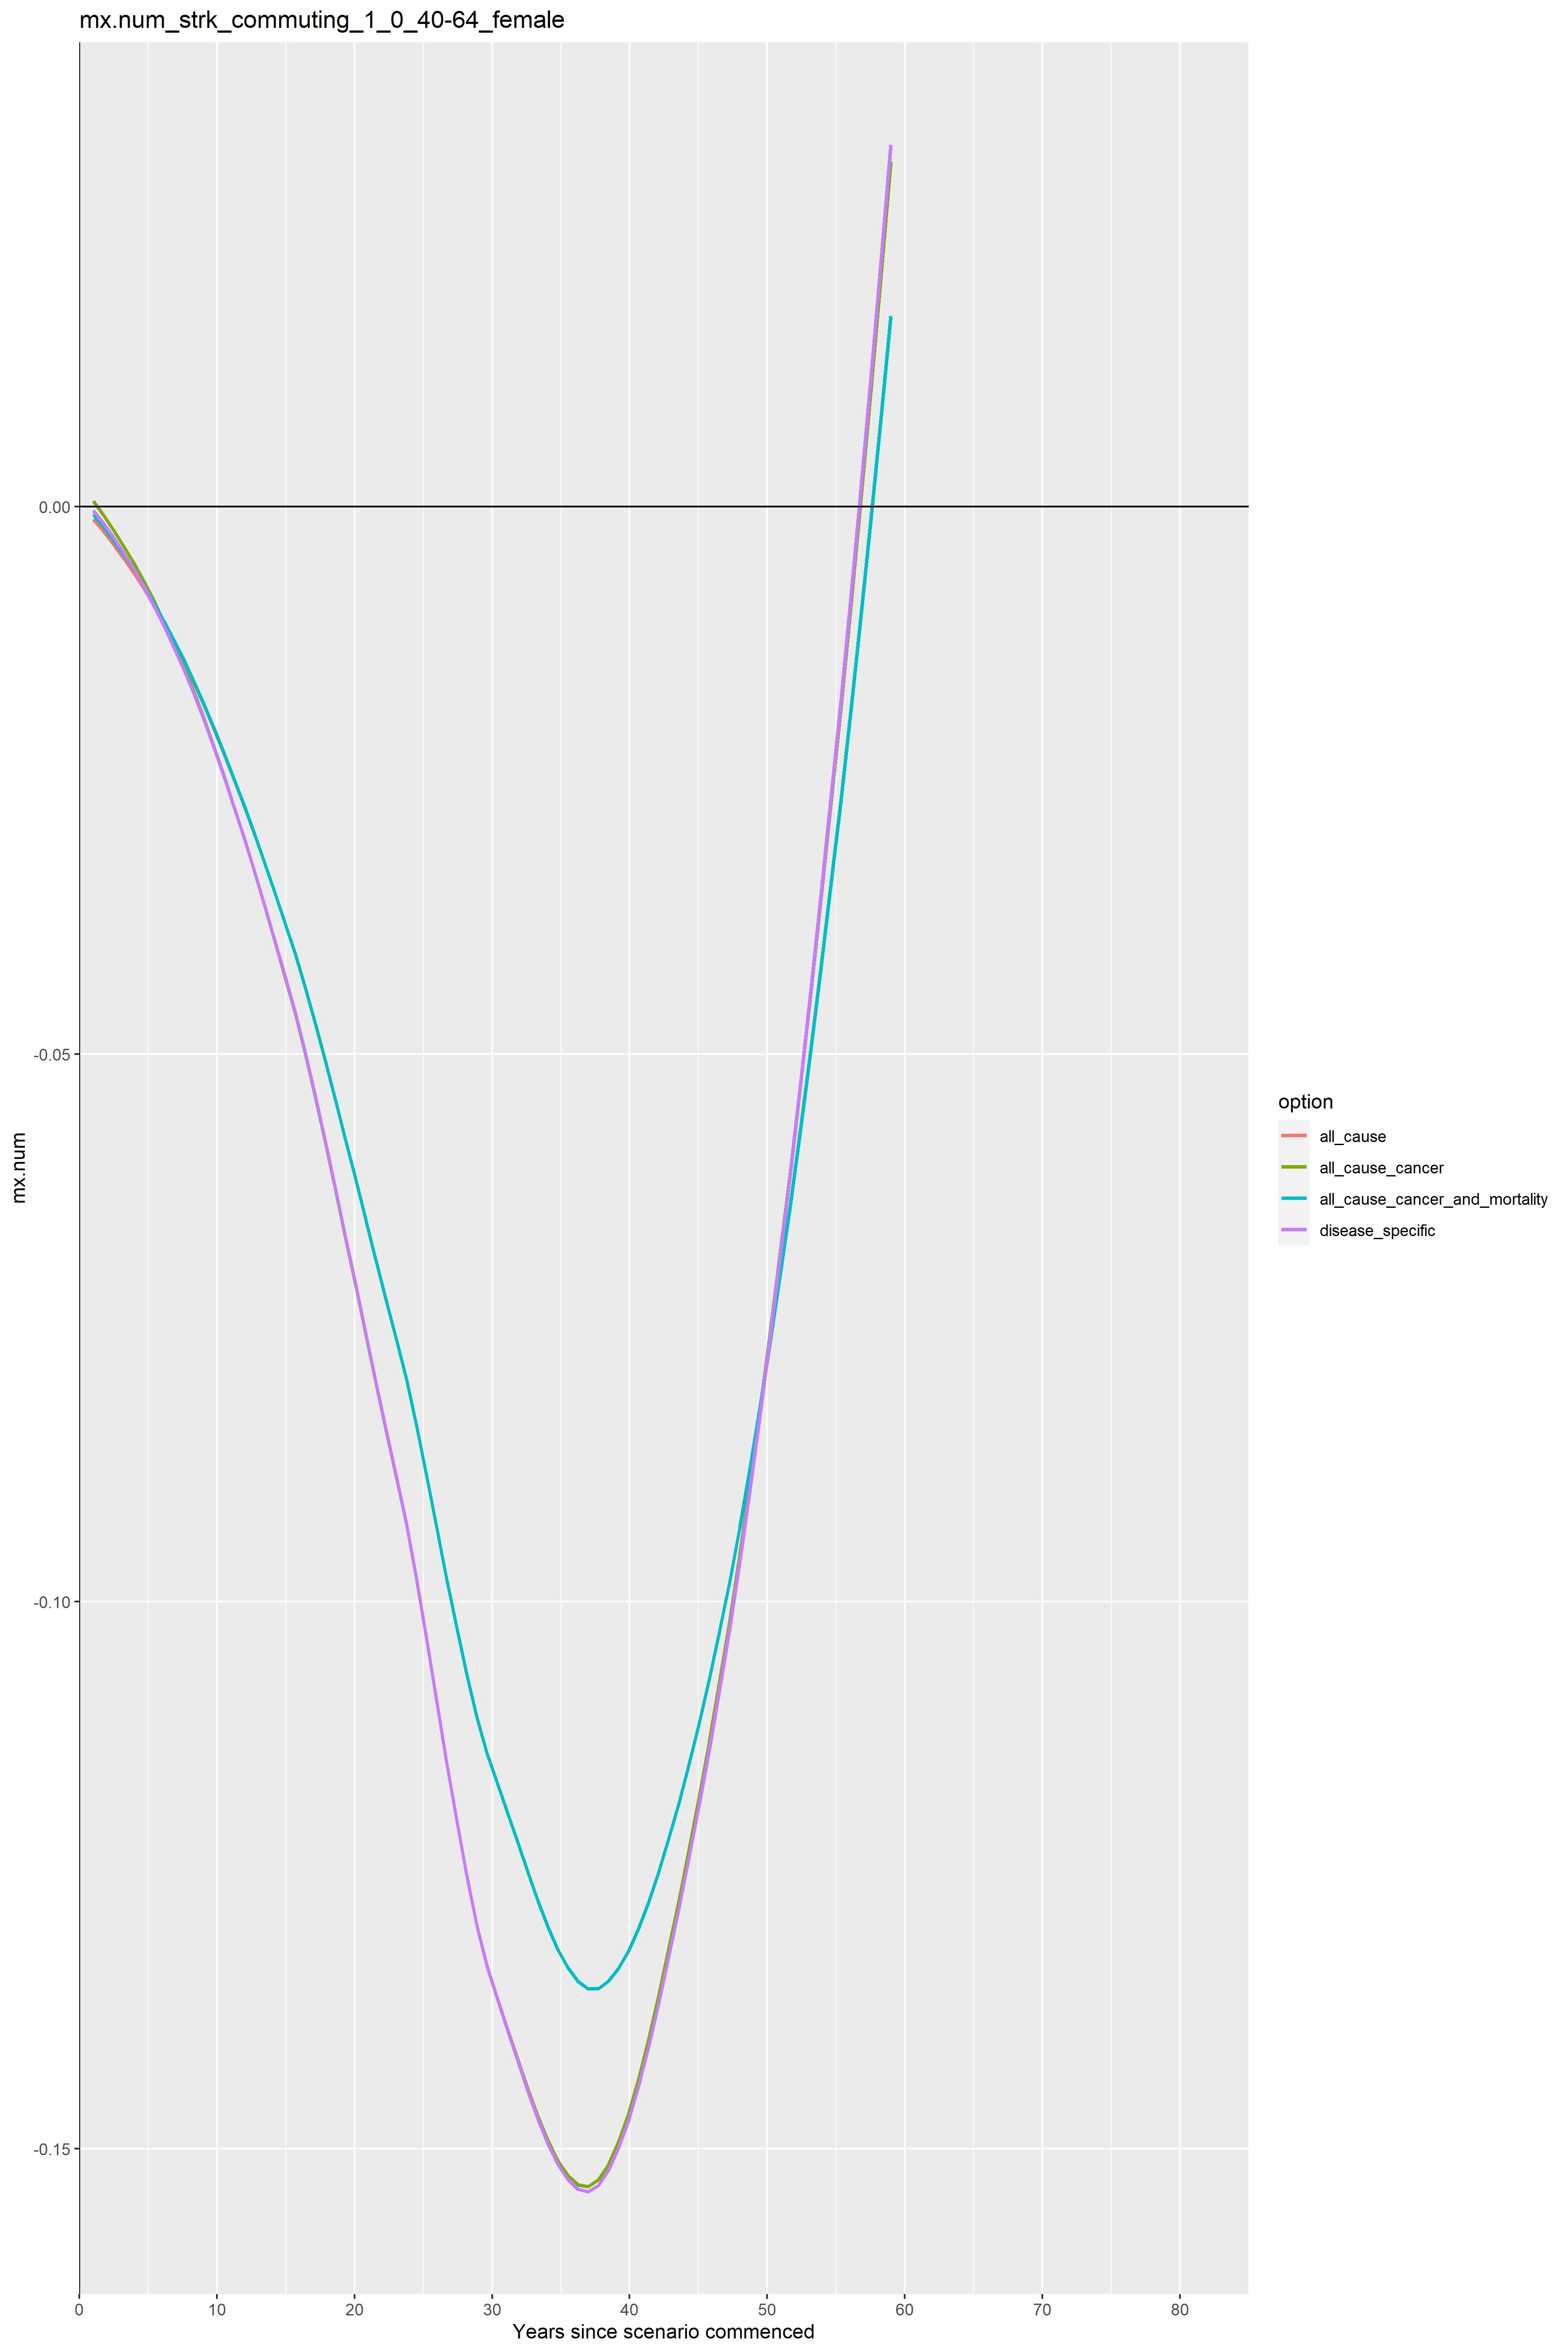 mx.num_strk_commuting_1_0_40-64_female
mx.num
0.00
-0.05
-0.10
-0.15
0
10
20
30
40
50
60
70
80
Years since scenario commenced
option
all_cause
all_cause_cancer
all_cause_cancer_and_mortality
disease_specific